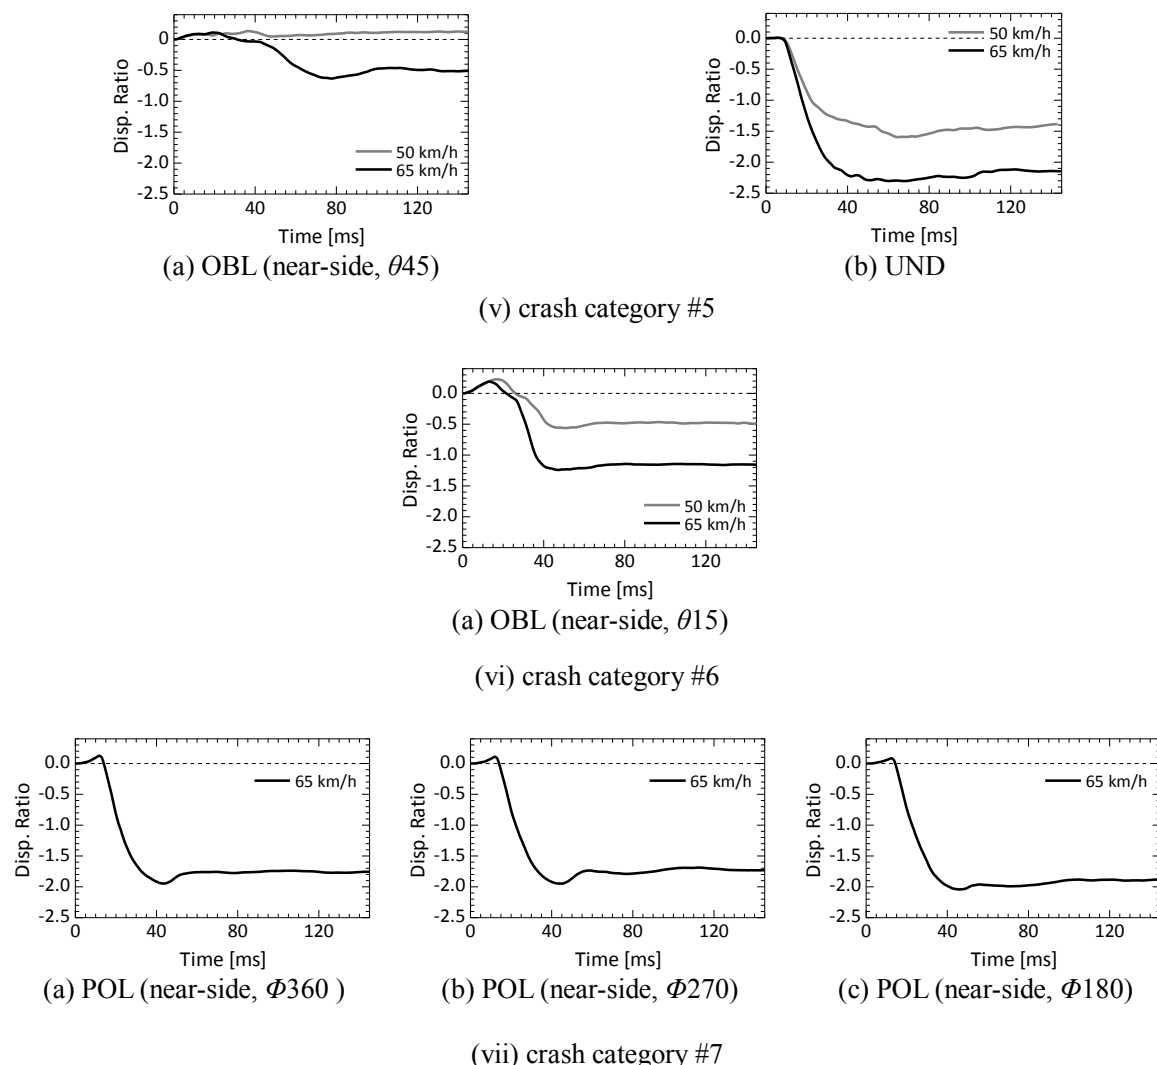 0
-0.5
-1.0
-1.5
-2.0
-2.5
Disp. Ratio
50 km/h
65 km/h
0 40 80 120
Time [ms]
(a) OBL (near-side, θ45)
0.0
-0.5
-1.0
-1.5
-2.0
-2.5
Disp. Ratio
50 km/h
65 km/h
0 40 80 120
Time [ms]
(b) UND
(v) crash category #5
0.0
-0.5
-1.0
-1.5
-2.0
-2.5
Disp. Ratio
50 km/h
65 km/h
0 40 80 120
Time [ms]
(a) OBL (near-side, θ15)
(vi) crash category #6
0.0
-0.5
-1.0
-1.5
-2.0
-2.5
Disp. Ratio
65 km/h
0 40 80 120
Time [ms]
(a) POL (near-side, Φ360 )
0.0
-0.5
-1.0
-1.5
-2.0
-2.5
Disp. Ratio
65 km/h
0 40 80 120
Time [ms]
(b) POL (near-side, Φ270)
0.0
-0.5
-1.0
-1.5
-2.0
-2.5
Disp. Ratio
65 km/h
0 40 80 120
Time [ms]
(c) POL (near-side, Φ180)
(vii) crash category #7